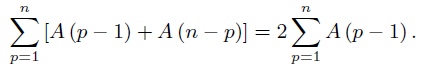 \sum_{p=1}^{n} [A(p-1) + A(n-p)] = 2 \sum_{p=1}^{n} A(p-1).